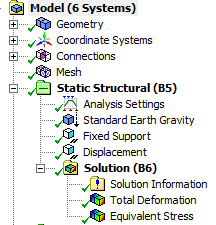 Model (6 Systems)
Geometry
Coordinate Systems
Connections
Mesh
Static Structural (B5)
Analysis Settings
Standard Earth Gravity
Fixed Support
Displacement
Solution (B6)
Solution Information
Total Deformation
Equivalent Stress